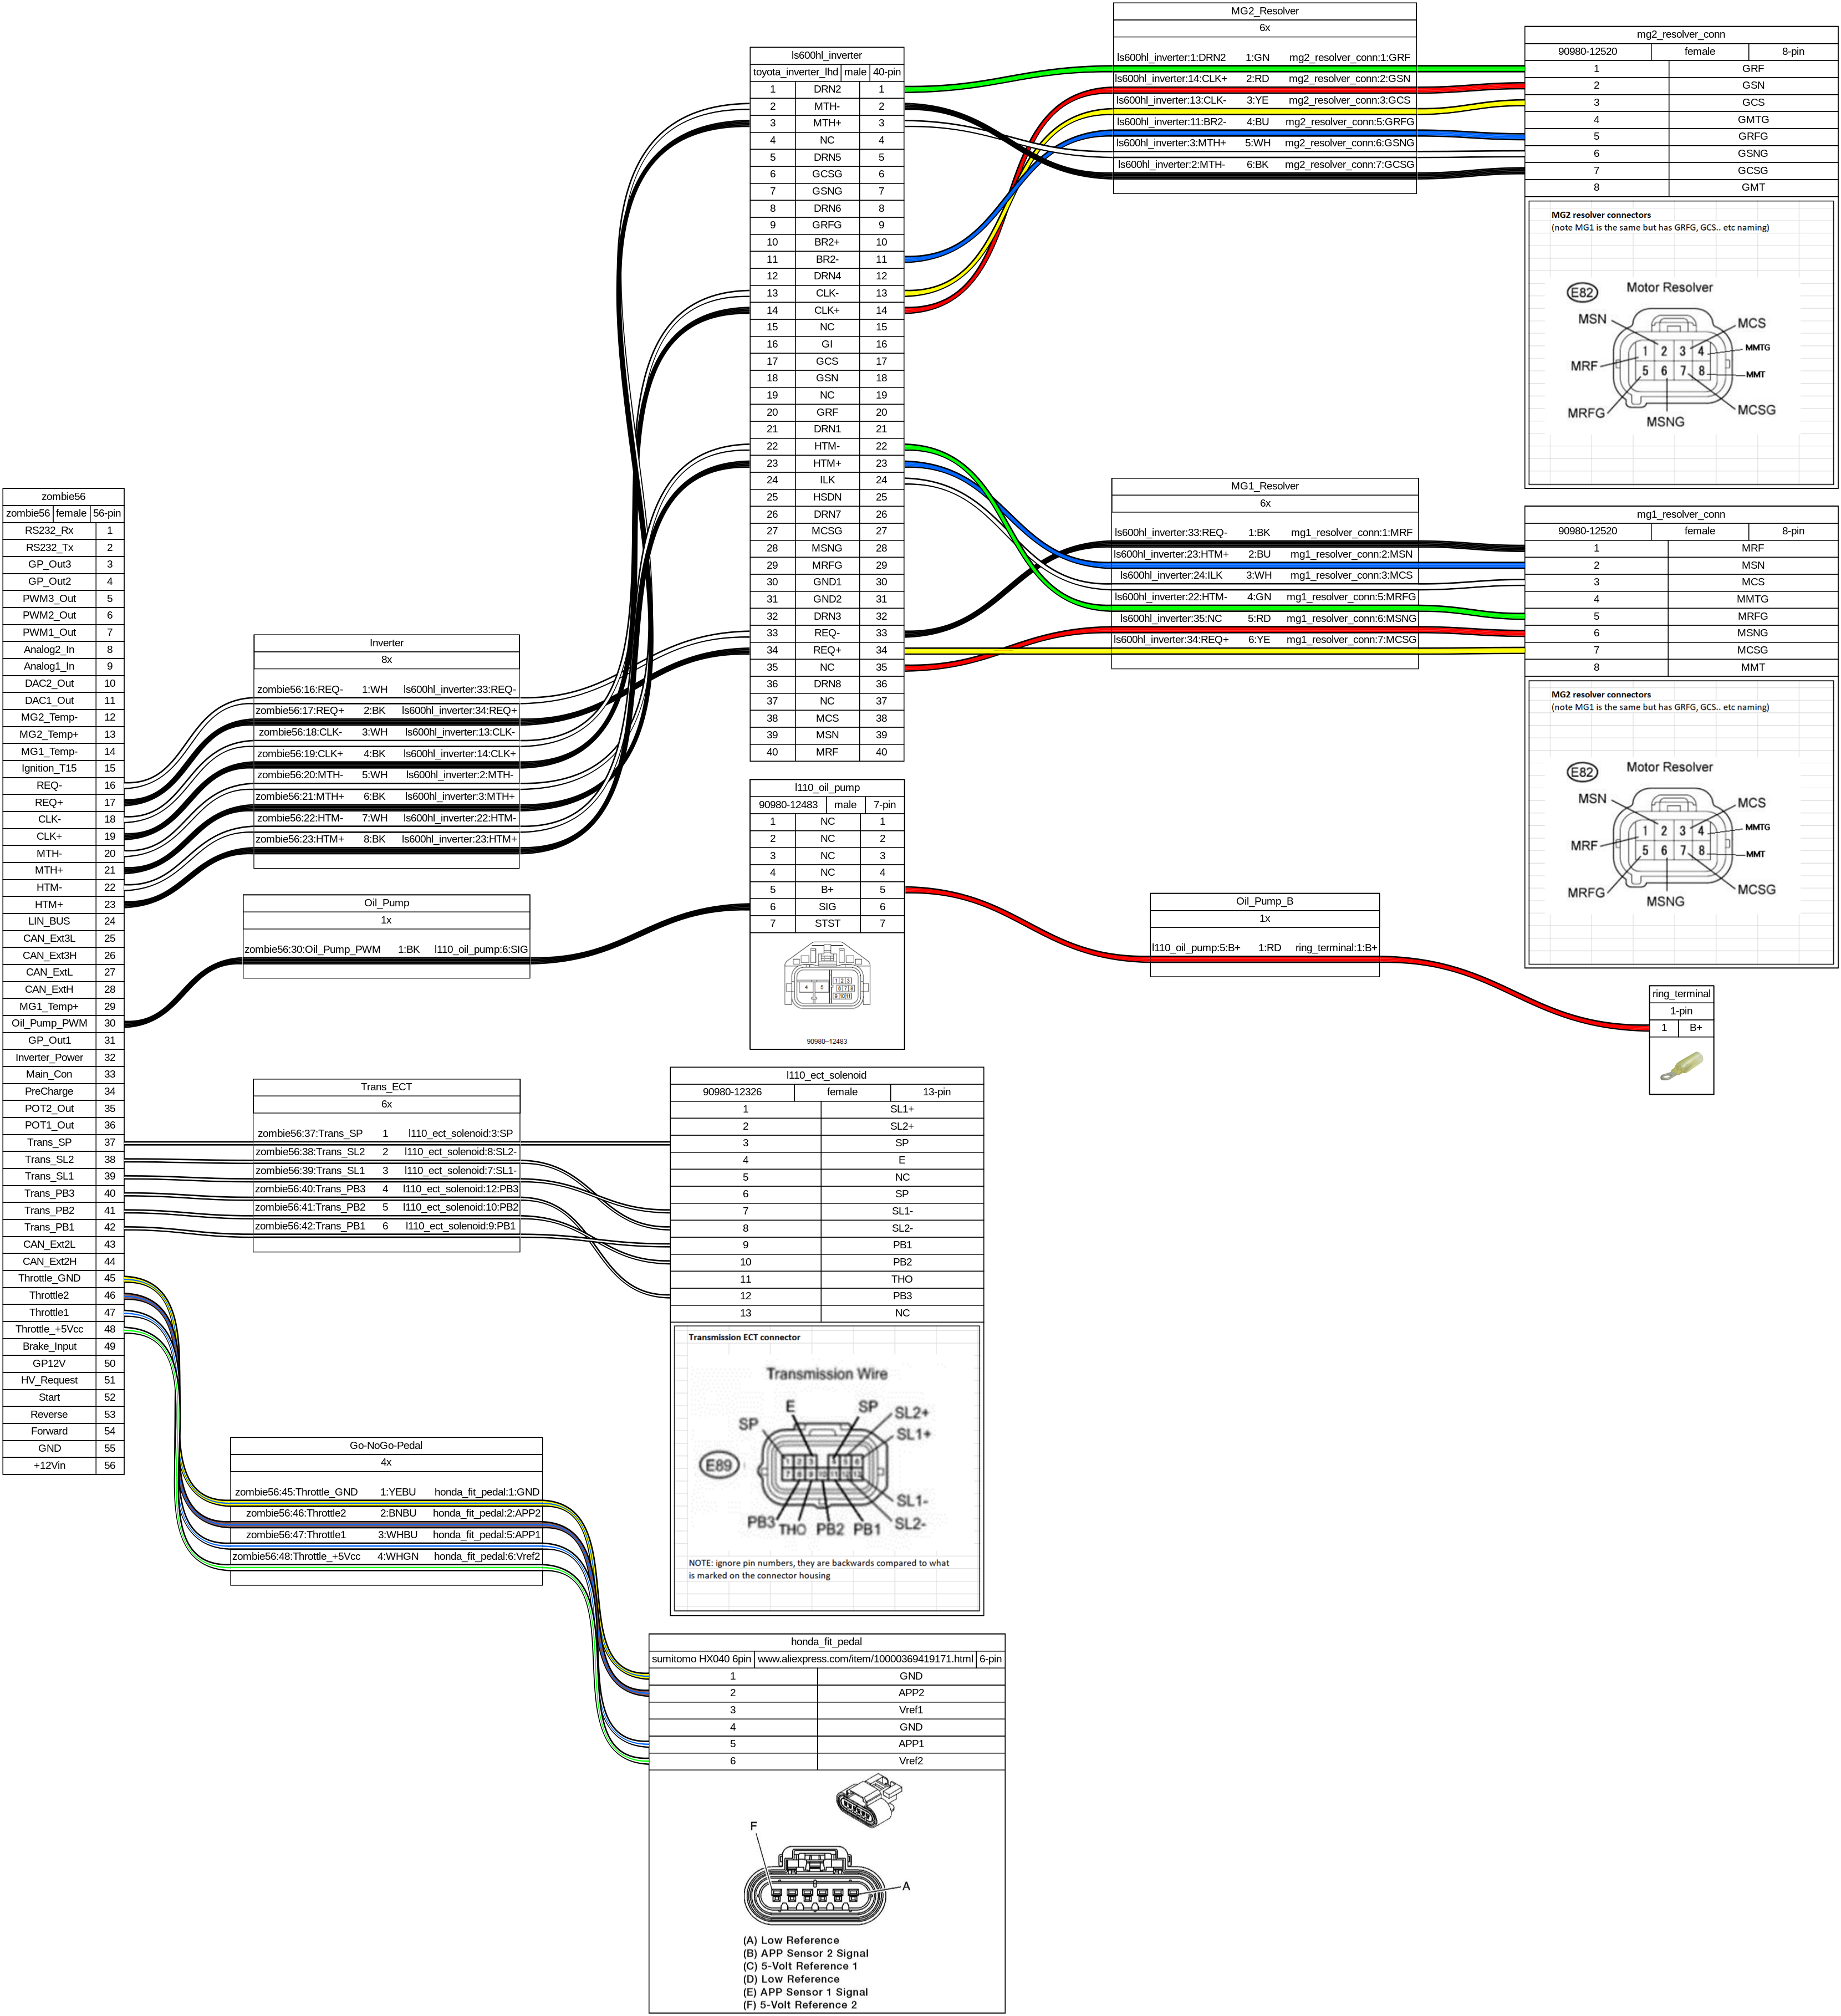 zombie56
zombie56 female 56-pin
RS232_Rx 1
RS232_Tx 2
GP_Out3 3
GP_Out2 4
PWM3_Out 5
PWM2_Out 6
PWM1_Out 7
Analog2_In 8
Analog1_In 9
DAC2_Out 10
DAC1_Out 11
MG2_Temp- 12
MG2_Temp+ 13
MG1_Temp- 14
Ignition_T15 15
REQ- 16
REQ+ 17
CLK- 18
CLK+ 19
MTH- 20
MTH+ 21
HTM- 22
HTM+ 23
LIN_BUS 24
CAN_Ext3L 25
CAN_Ext3H 26
CAN_ExtL 27
CAN_ExtH 28
MG1_Temp+ 29
Oil_Pump_PWM 30
GP_Out1 31
Inverter_Power 32
Main_Con 33
PreCharge 34
POT2_Out 35
POT1_Out 36
Trans_SP 37
Trans_SL2 38
Trans_SL1 39
Trans_PB3 40
Trans_PB2 41
Trans_PB1 42
CAN_Ext2L 43
CAN_Ext2H 44
Throttle_GND 45
Throttle2 46
Throttle1 47
Throttle_+5Vcc 48
Brake_Input 49
GP12V 50
HV_Request 51
Start 52
Reverse 53
Forward 54
GND 55
+12Vin 56
Inverter
8x
zombie56:16:REQ- 1:WH ls600hl_inverter:33:REQ-
zombie56:17:REQ+ 2:BK ls600hl_inverter:34:REQ+
zombie56:18:CLK- 3:WH ls600hl_inverter:13:CLK-
zombie56:19:CLK+ 4:BK ls600hl_inverter:14:CLK+
zombie56:20:MTH- 5:WH ls600hl_inverter:2:MTH-
zombie56:21:MTH+ 6:BK ls600hl_inverter:3:MTH+
zombie56:22:HTM- 7:WH ls600hl_inverter:22:HTM-
zombie56:23:HTM+ 8:BK ls600hl_inverter:23:HTM+
Oil_Pump
1x
zombie56:30:Oil_Pump_PWM 1:BK l110_oil_pump:6:SIG
Trans_ECT
6x
zombie56:37:Trans_SP 1 l110_ect_solenoid:3:SP
zombie56:38:Trans_SL2 2 l110_ect_solenoid:8:SL2-
zombie56:39:Trans_SL1 3 l110_ect_solenoid:7:SL1-
zombie56:40:Trans_PB3 4 l110_ect_solenoid:12:PB3
zombie56:41:Trans_PB2 5 l110_ect_solenoid:10:PB2
zombie56:42:Trans_PB1 6 l110_ect_solenoid:9:PB1
Go-NoGo-Pedal
4x
zombie56:45:Throttle_GND 1:YEBU honda_fit_pedal:1:GND
zombie56:46:Throttle2 2:BNBU honda_fit_pedal:2:APP2
zombie56:47:Throttle1 3:WHBU honda_fit_pedal:5:APP1
zombie56:48:Throttle_+5Vcc 4:WHGN honda_fit_pedal:6:Vref2
ls600hl_inverter
toyota_inverter_lhd male 40-pin
1 DRN2 1
2 MTH- 2
3 MTH+ 3
4 NC 4
5 DRN5 5
6 GCSG 6
7 GSNG 7
8 DRN6 8
9 GRFG 9
10 BR2+ 10
11 BR2- 11
12 DRN4 12
13 CLK- 13
14 CLK+ 14
15 NC 15
16 GI 16
17 GCS 17
18 GSN 18
19 NC 19
20 GRF 20
21 DRN1 21
22 HTM- 22
23 HTM+ 23
24 ILK 24
25 HSDN 25
26 DRN7 26
27 MCSG 27
28 MSNG 28
29 MRFG 29
30 GND1 30
31 GND2 31
32 DRN3 32
33 REQ- 33
34 REQ+ 34
35 NC 35
36 DRN8 36
37 NC 37
38 MCS 38
39 MSN 39
40 MRF 40
l110_oil_pump
90980-12483 male 7-pin
1 NC 1
2 NC 2
3 NC 3
4 NC 4
5 B+ 5
6 SIG 6
7 STST 7
4 5 1 2 3
6 7 8
9 10 11
90980–12483
l110_ect_solenoid
90980-12326 female 13-pin
1 SL1+
2 SL2+
3 SP
4 E
5 NC
6 SP
7 SL1-
8 SL2-
9 PB1
10 PB2
11 THO
12 PB3
13 NC
Transmission ECT connector
Transmission Wire
E SP SL2+
SP SL1+
E89
SL1-
PB3 THO PB2 PB1 SL2-
NOTE: ignore pin numbers, they are backwards compared to what
is marked on the connector housing
honda_fit_pedal
sumitomo HX040 6pin www.aliexpress.com/item/10000369419171.html 6-pin
1 GND
2 APP2
3 Vref1
4 GND
5 APP1
6 Vref2
F
A
(A) Low Reference
(B) APP Sensor 2 Signal
(C) 5-Volt Reference 1
(D) Low Reference
(E) APP Sensor 1 Signal
(F) 5-Volt Reference 2
MG2_Resolver
6x
ls600hl_inverter:1:DRN2 1:GN mg2_resolver_conn:1:GRF
ls600hl_inverter:14:CLK+ 2:RD mg2_resolver_conn:2:GSN
ls600hl_inverter:13:CLK- 3:YE mg2_resolver_conn:3:GCS
ls600hl_inverter:11:BR2- 4:BU mg2_resolver_conn:5:GRFG
ls600hl_inverter:3:MTH+ 5:WH mg2_resolver_conn:6:GSNG
ls600hl_inverter:2:MTH- 6:BK mg2_resolver_conn:7:GCSG
MG1_Resolver
6x
ls600hl_inverter:33:REQ- 1:BK mg1_resolver_conn:1:MRF
ls600hl_inverter:23:HTM+ 2:BU mg1_resolver_conn:2:MSN
ls600hl_inverter:24:ILK 3:WH mg1_resolver_conn:3:MCS
ls600hl_inverter:22:HTM- 4:GN mg1_resolver_conn:5:MRFG
ls600hl_inverter:35:NC 5:RD mg1_resolver_conn:6:MSNG
ls600hl_inverter:34:REQ+ 6:YE mg1_resolver_conn:7:MCSG
Oil_Pump_B
1x
l110_oil_pump:5:B+ 1:RD ring_terminal:1:B+
mg2_resolver_conn
90980-12520 female 8-pin
1 GRF
2 GSN
3 GCS
4 GMTG
5 GRFG
6 GSNG
7 GCSG
8 GMT
MG2 resolver connectors
(note MG1 is the same but has GRFG, GCS.. etc naming)
E82 Motor Resolver
MSN MCS
1 2 3 4 MMTG
MRF
5 6 7 8 MMT
MRFG MCSG
MSNG
mg1_resolver_conn
90980-12520 female 8-pin
1 MRF
2 MSN
3 MCS
4 MMTG
5 MRFG
6 MSNG
7 MCSG
8 MMT
MG2 resolver connectors
(note MG1 is the same but has GRFG, GCS.. etc naming)
E82 Motor Resolver
MSN MCS
1 2 3 4 MMTG
MRF
5 6 7 8 MMT
MRFG MCSG
MSNG
ring_terminal
1-pin
1 B+